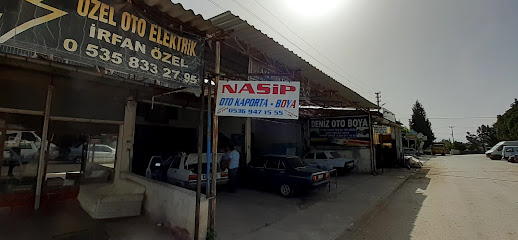 ÖZEL OTO ELEKTRİK
İRFAN ÖZEL
0 535 833 27 95
NASİP
OTO KAPORTA - BOYA
0536 947 15 55
DENİZ OTO BOYA